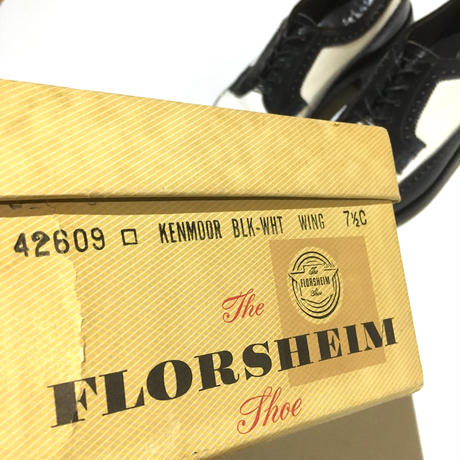 42609 □ KENMOOR BLK-WHT WING 7½C
The
FLORSHEIM
Shoe
The
FLORSHEIM
Shoe